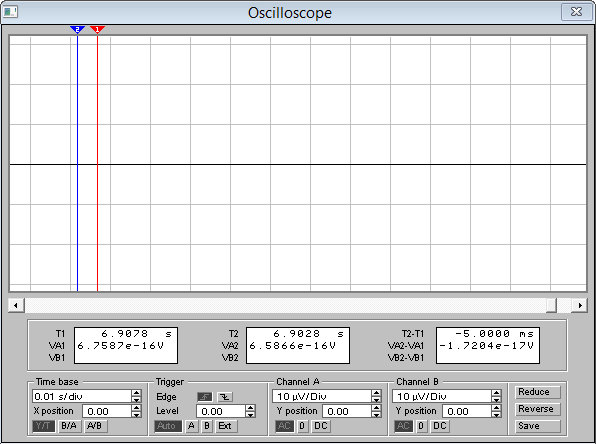 Oscilloscope
2 1
T1 6.9078 s T2 6.9028 s T2-T1 -5.0000 ms
VA1 6.7587e-16V VA2 6.5866e-16V VA2-VA1 -1.7204e-17V
VB1 VB2 VB2-VB1
Time base Trigger Channel A Channel B Reduce
0.01 s/div Edge 10 µV/Div 10 µV/Div
X position 0.00 Level 0.00 Y position 0.00 Y position 0.00 Reverse
Y/T B/A A/B Auto A B Ext AC 0 DC AC 0 DC Save